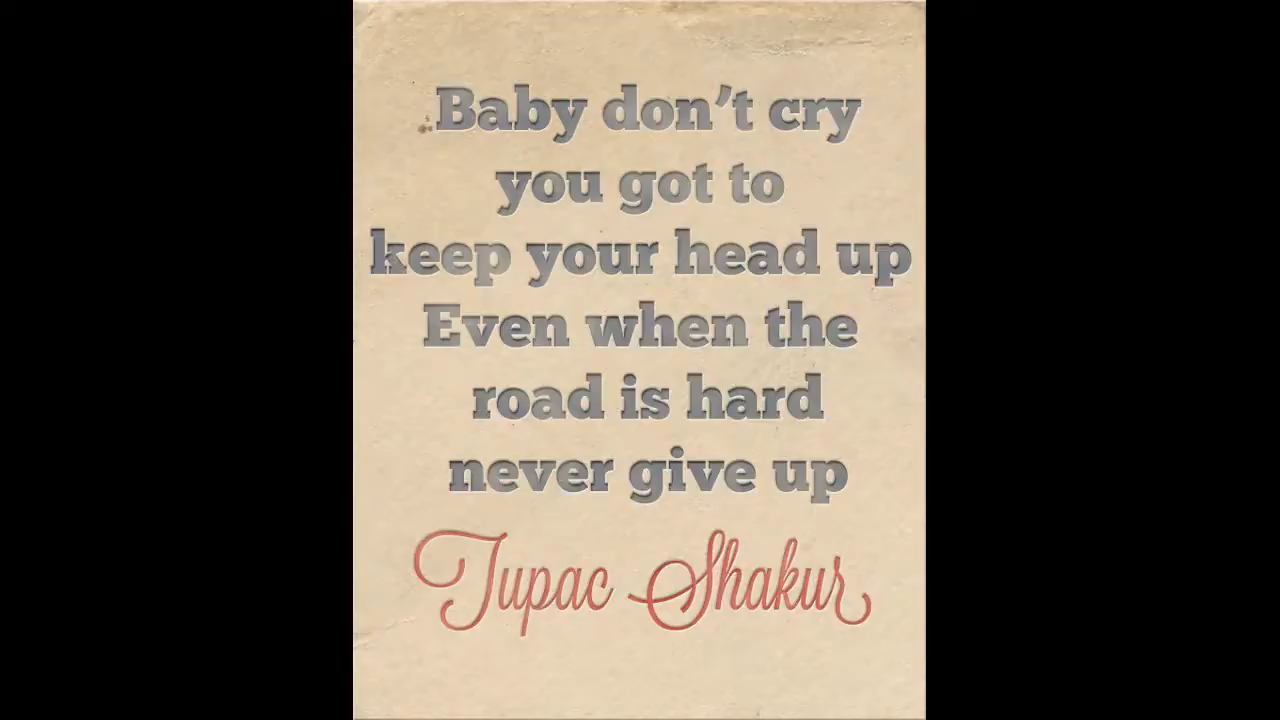 Baby don’t cry
you got to
keep your head up
Even when the
road is hard
never give up
Tupac Shakur